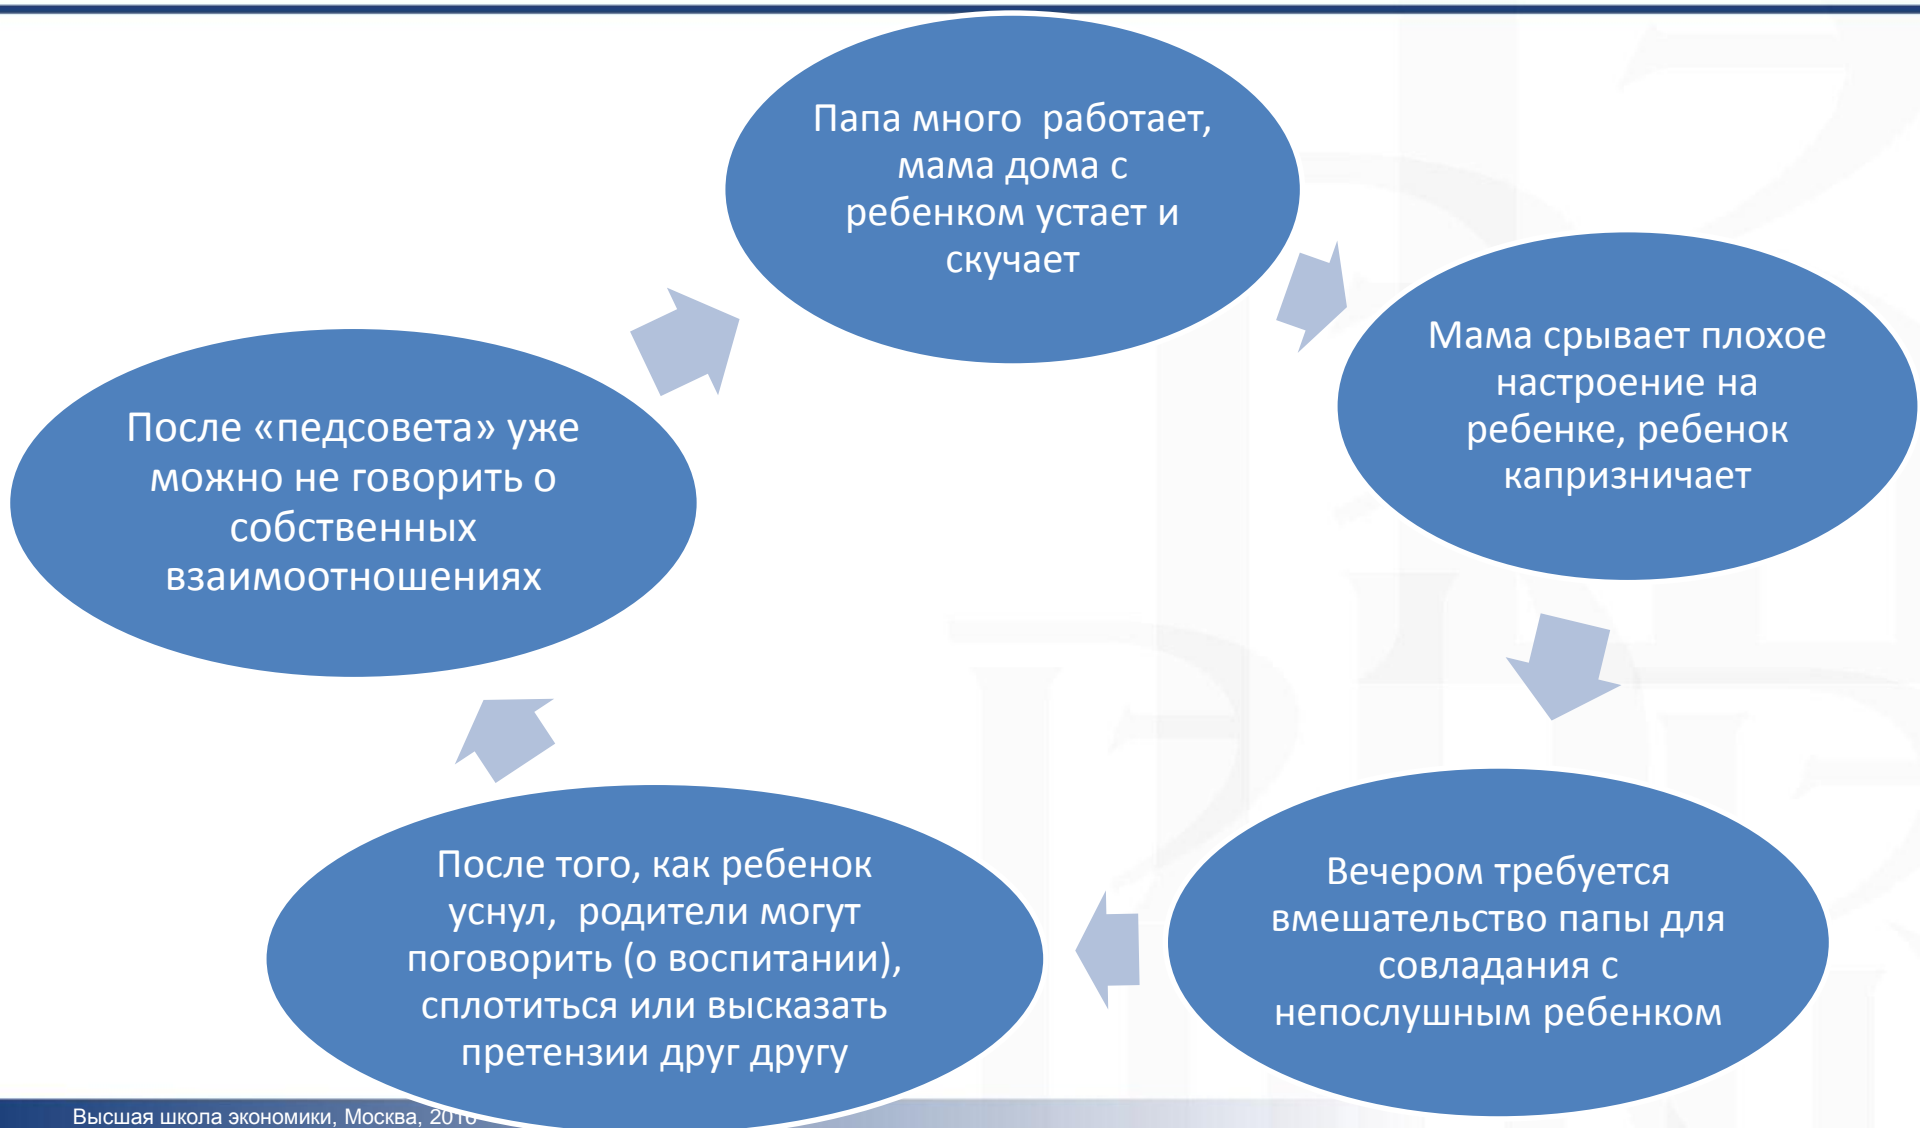 Папа много работает,
мама дома с
ребенком устает и
скучает
Мама срывает плохое
настроение на
ребенке, ребенок
капризничает
Вечером требуется
вмешательство папы для
совладания с
непослушным ребенком
После того, как ребенок
уснул, родители могут
поговорить (о воспитании),
сплотиться или высказать
претензии друг другу
После «педсовета» уже
можно не говорить о
собственных
взаимоотношениях
Высшая школа экономики, Москва,